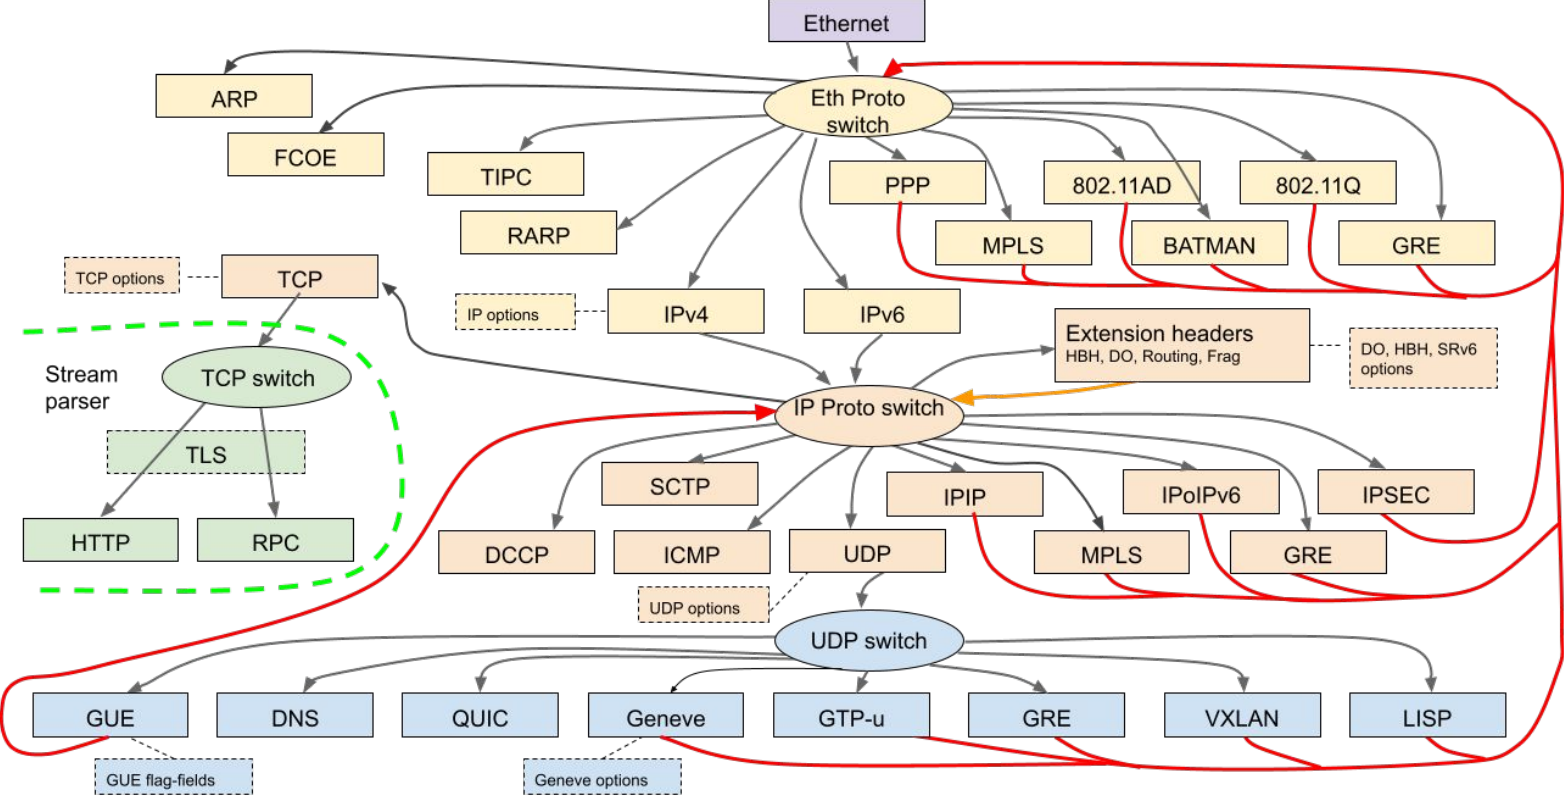 Ethernet
Eth Proto
switch
ARP
FCOE
TIPC
RARP
PPP
802.11AD
802.11Q
MPLS
BATMAN
GRE
TCP options
TCP
IP options
IPv4
IPv6
Extension headers
HBH, DO, Routing, Frag
DO, HBH, SRv6
options
Stream
parser
TCP switch
IP Proto switch
TLS
SCTP
IPIP
IPoIPv6
IPSEC
HTTP
RPC
DCCP
ICMP
UDP
MPLS
GRE
UDP options
UDP switch
GUE
DNS
QUIC
Geneve
GTP-u
GRE
VXLAN
LISP
GUE flag-fields
Geneve options